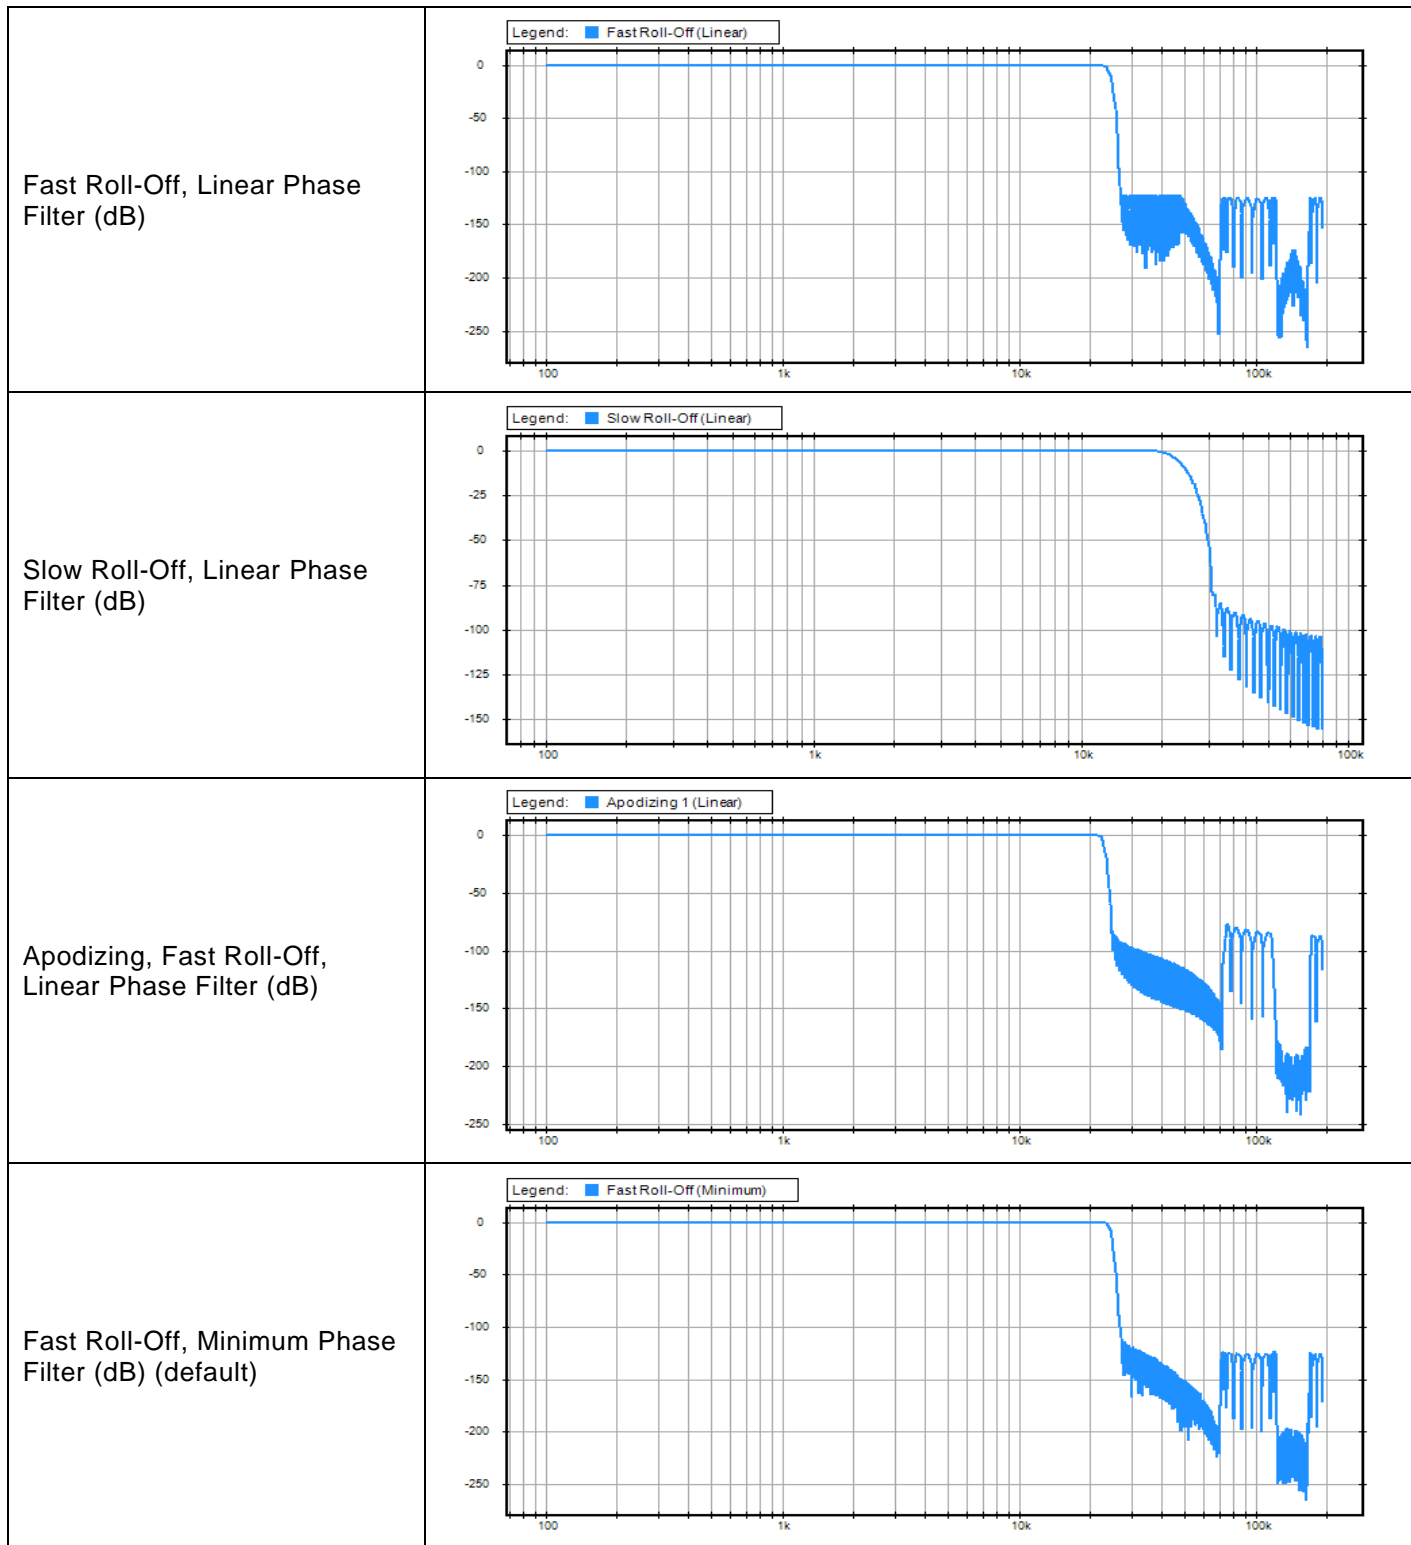 Fast Roll-Off, Linear Phase
Filter (dB)
Legend: Fast Roll-Off (Linear)
0
-50
-100
-150
-200
-250
100 1k 10k 100k
Slow Roll-Off, Linear Phase
Filter (dB)
Legend: Slow Roll-Off (Linear)
0
-25
-50
-75
-100
-125
-150
100 1k 10k 100k
Apodizing, Fast Roll-Off,
Linear Phase Filter (dB)
Legend: Apodizing 1 (Linear)
0
-50
-100
-150
-200
-250
100 1k 10k 100k
Fast Roll-Off, Minimum Phase
Filter (dB) (default)
Legend: Fast Roll-Off (Minimum)
0
-50
-100
-150
-200
-250
100 1k 10k 100k